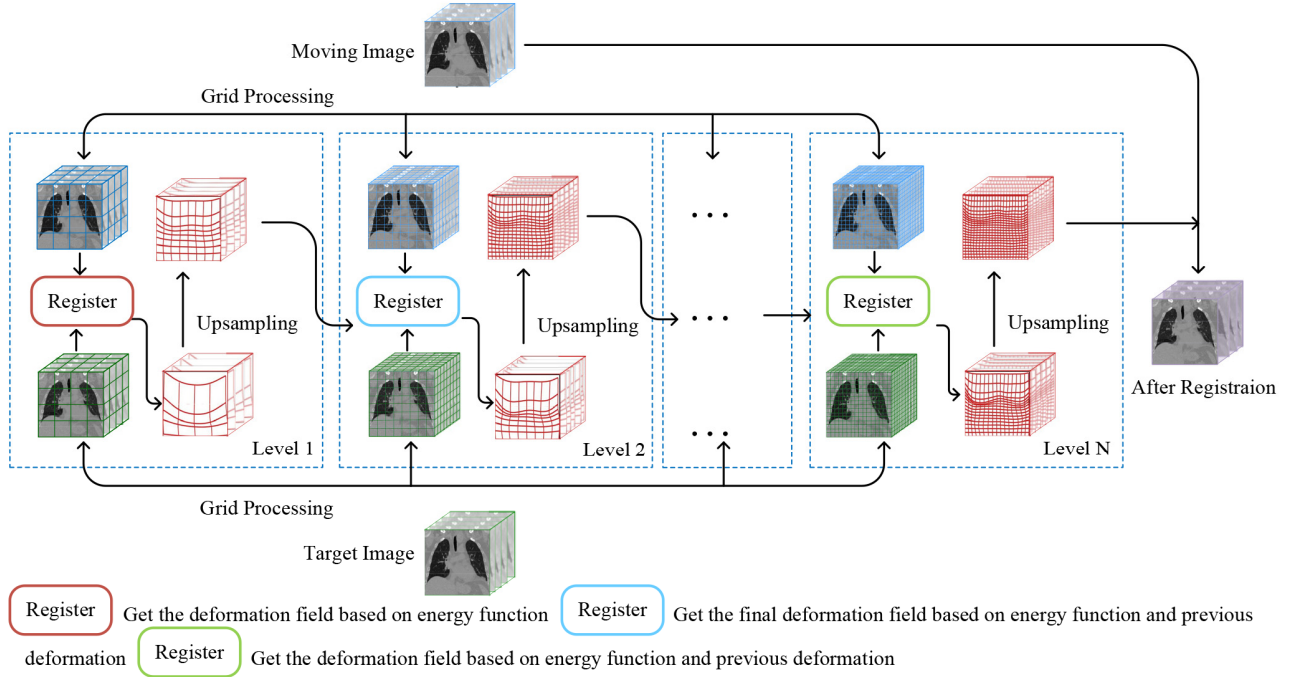 Moving Image
Grid Processing
Register
Upsampling
Level 1
Register
Upsampling
Level 2
...
...
...
Register
Upsampling
Level N
After Registraion
Grid Processing
Target Image
Register Get the deformation field based on energy function Register Get the final deformation field based on energy function and previous
deformation Register Get the deformation field based on energy function and previous deformation